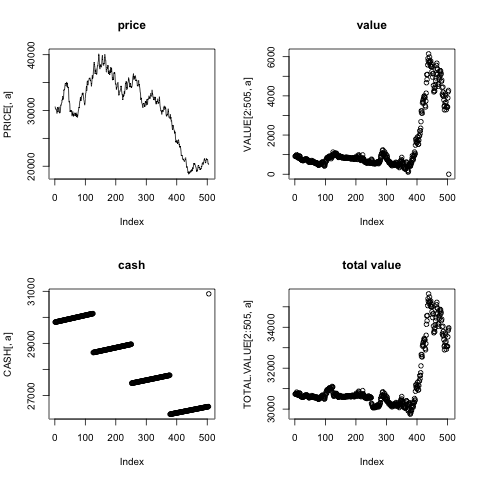 price
PRICE[, a]
40000
30000
20000
0 100 200 300 400 500
Index
value
VALUE[2:505, a]
6000
4000
2000
0
0 100 200 300 400 500
Index
cash
CASH[, a]
31000
29000
27000
0 100 200 300 400 500
Index
total value
TOTAL.VALUE[2:505, a]
34000
32000
30000
0 100 200 300 400 500
Index